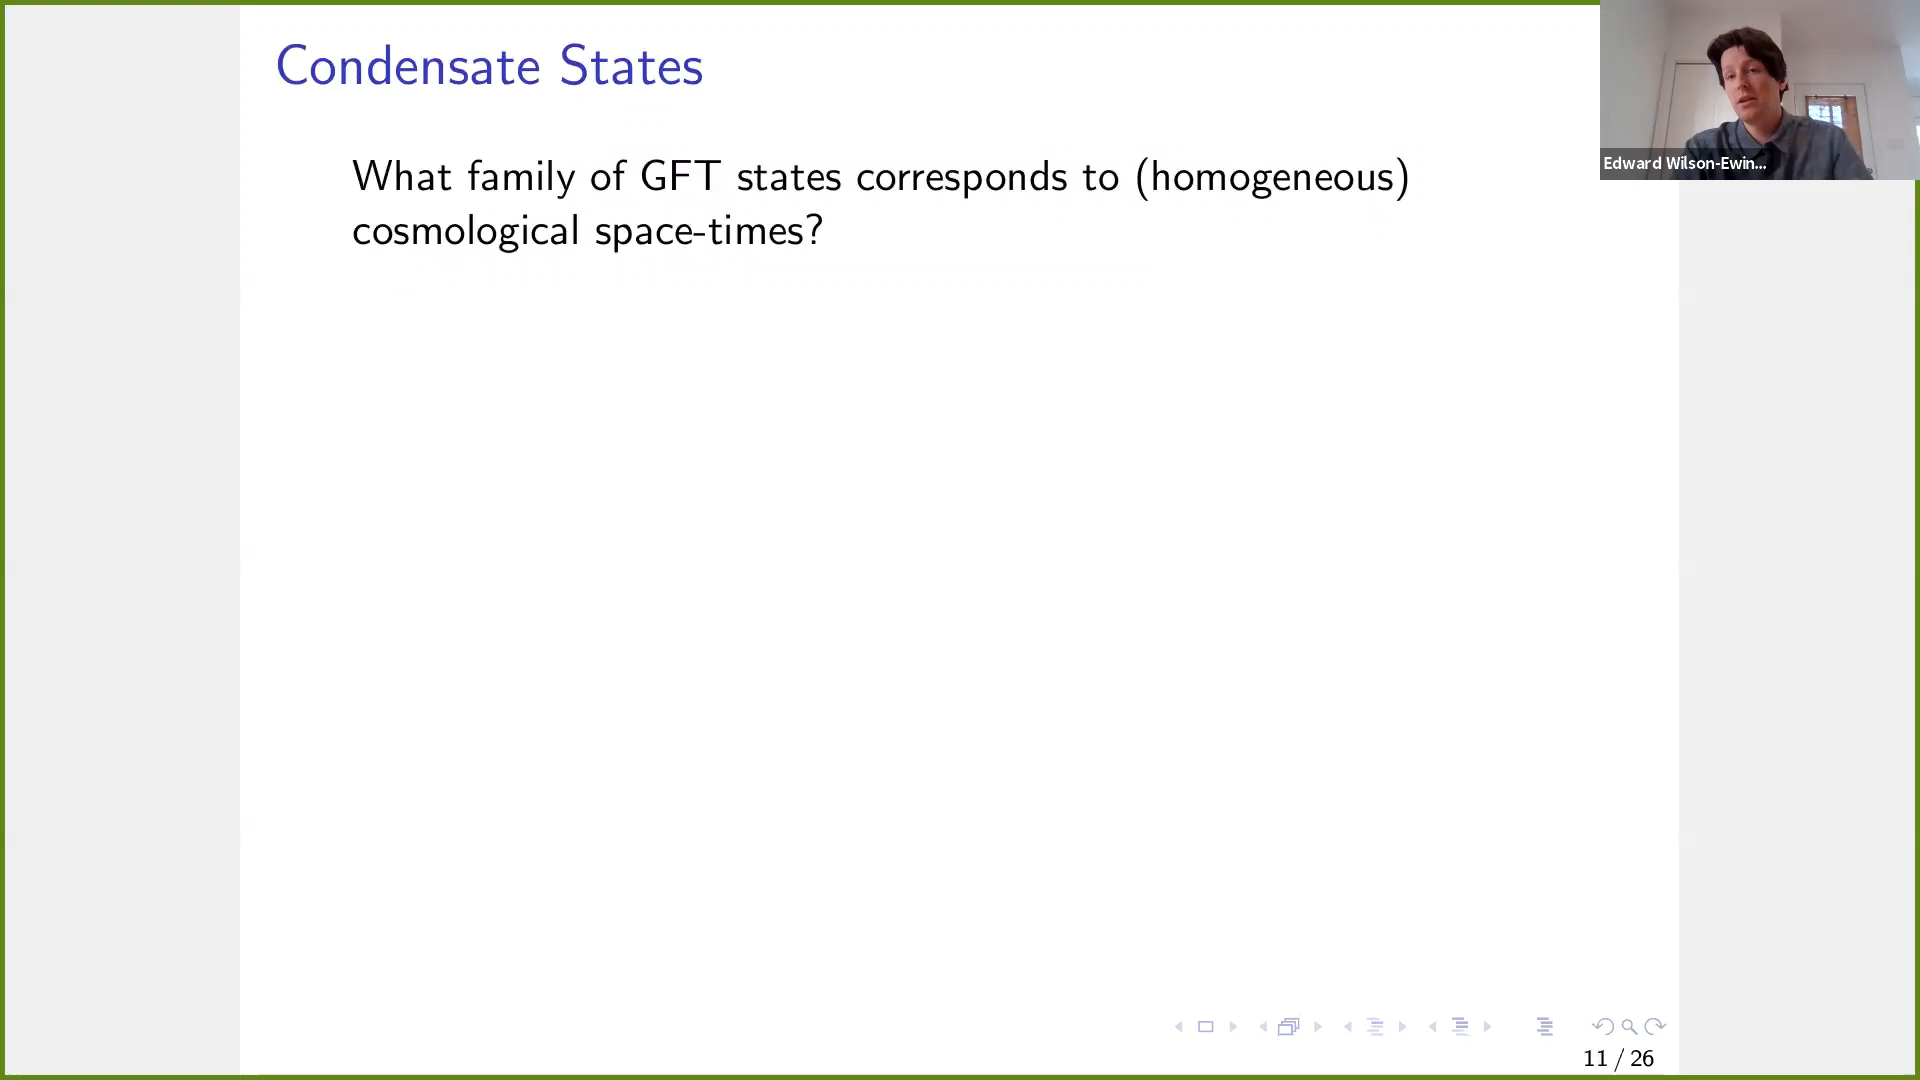 Condensate States
What family of GFT states corresponds to (homogeneous)
cosmological space-times?
Edward Wilson-Ewin...
11 / 26